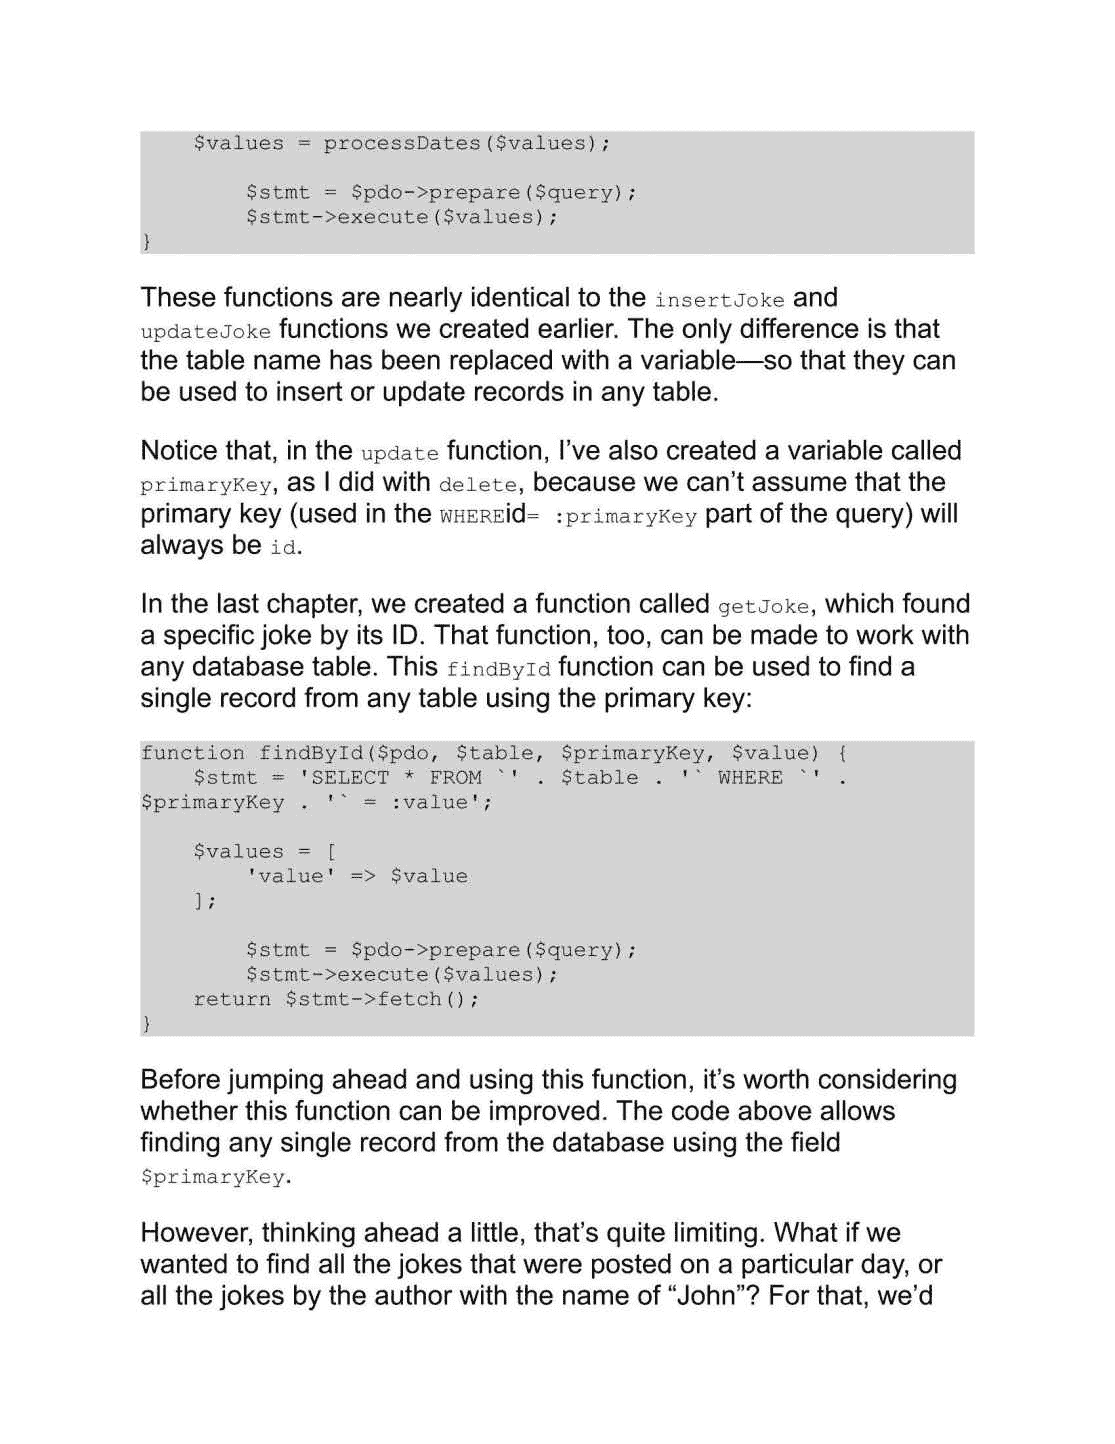 $values = processDates($values);

        $stmt = $pdo->prepare($query);
        $stmt->execute($values);
}
These functions are nearly identical to the insertJoke and
updateJoke functions we created earlier. The only difference is that
the table name has been replaced with a variable—so that they can
be used to insert or update records in any table.
Notice that, in the update function, I’ve also created a variable called
primaryKey, as I did with delete, because we can’t assume that the
primary key (used in the WHEREid= :primaryKey part of the query) will
always be id.
In the last chapter, we created a function called getJoke, which found
a specific joke by its ID. That function, too, can be made to work with
any database table. This findById function can be used to find a
single record from any table using the primary key:
function findById($pdo, $table, $primaryKey, $value) {
    $stmt = 'SELECT * FROM `' . $table . '` WHERE `' .
$primaryKey . '` = :value';

    $values = [
        'value' => $value
    ];

        $stmt = $pdo->prepare($query);
        $stmt->execute($values);
    return $stmt->fetch();
}
Before jumping ahead and using this function, it’s worth considering
whether this function can be improved. The code above allows
finding any single record from the database using the field
$primaryKey.
However, thinking ahead a little, that’s quite limiting. What if we
wanted to find all the jokes that were posted on a particular day, or
all the jokes by the author with the name of “John”? For that, we’d